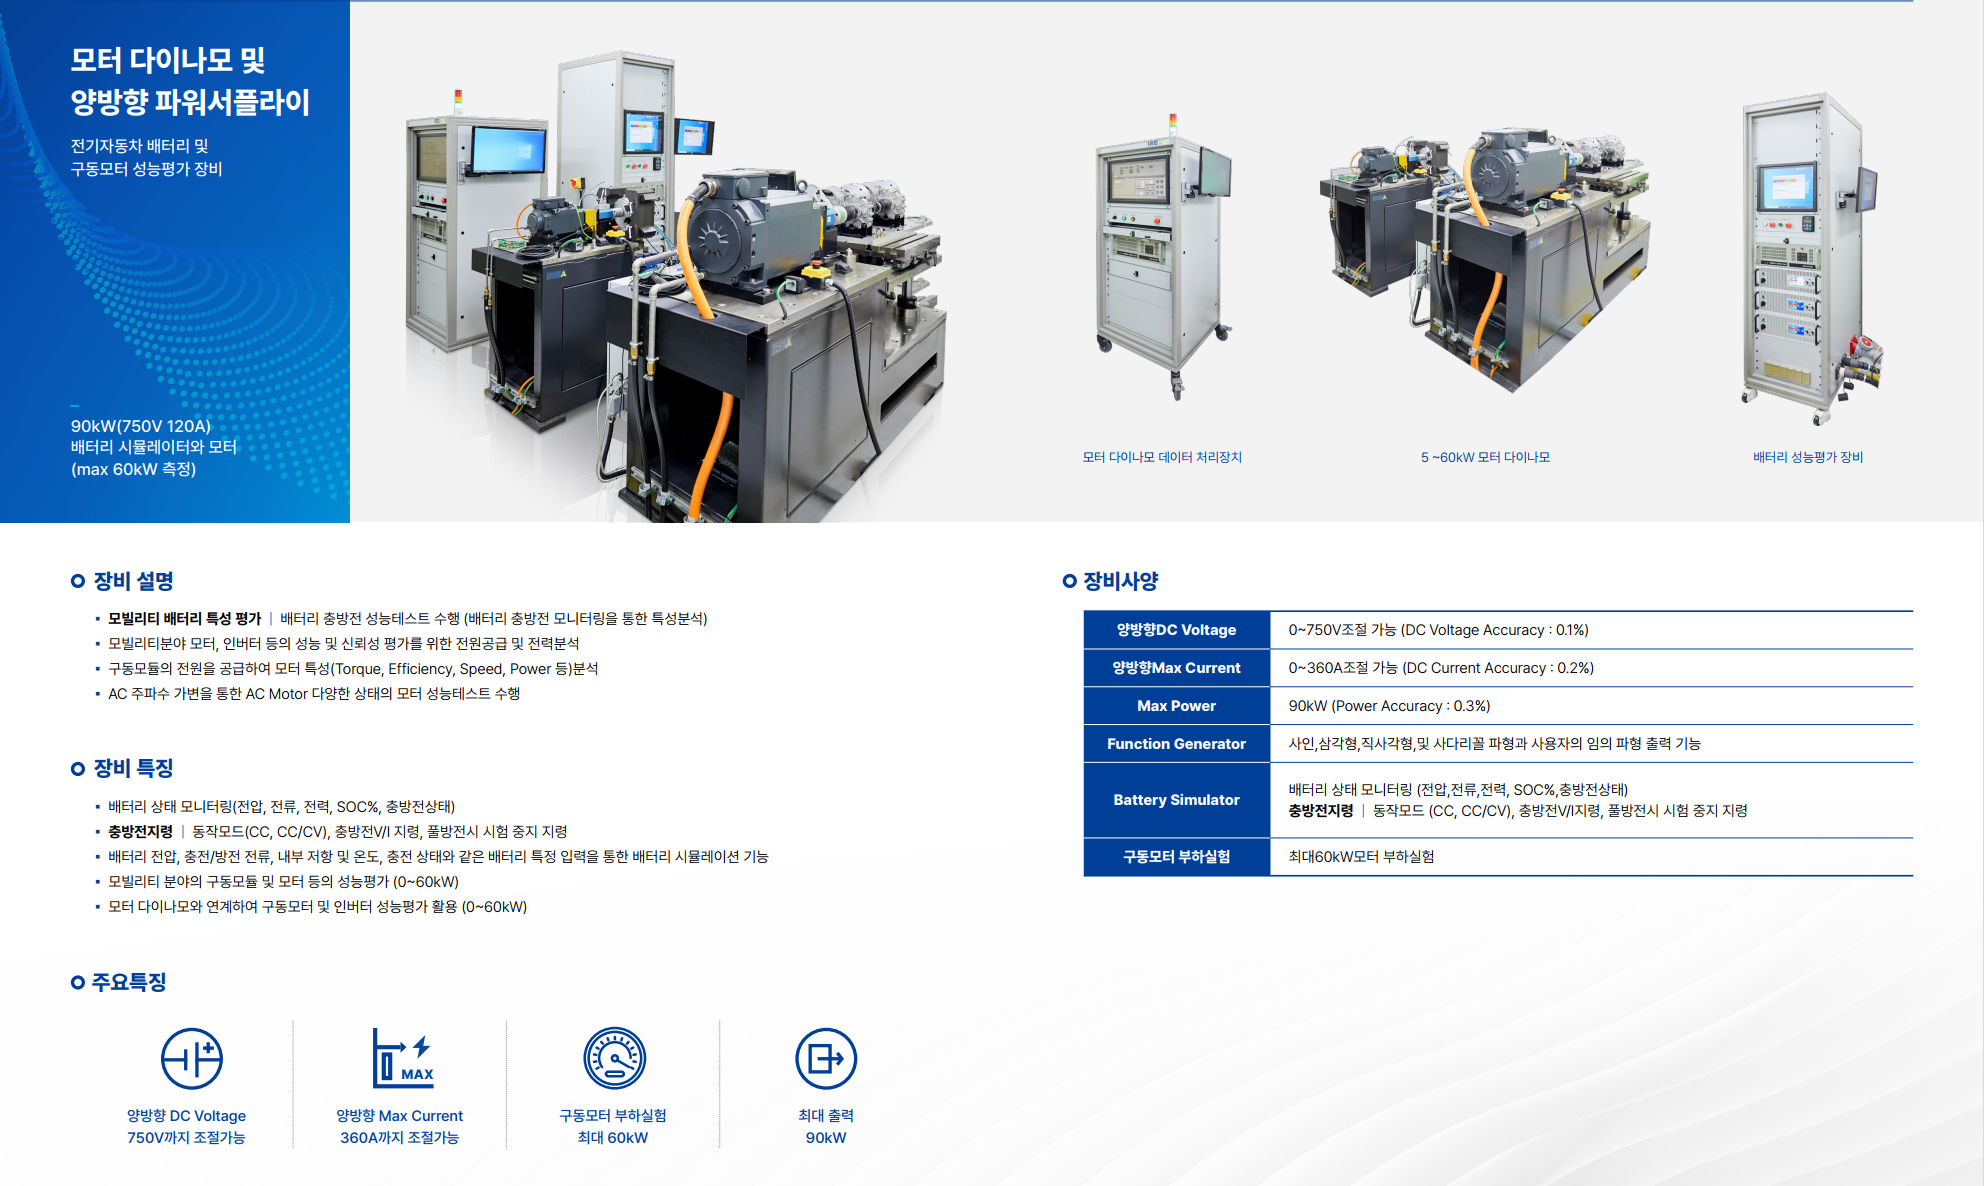 모터 다이나모 및
양방향 파워서플라이
전기자동차 배터리 및
구동모터 성능평가 장비
90kW(750V 120A)
배터리 시뮬레이터와 모터
(max 60kW 측정)
모터 다이나모 데이터 처리장치
5 ~60kW 모터 다이나모
배터리 성능평가 장비
장비 설명
▪ 모빌리티 배터리 특성 평가 | 배터리 충방전 성능테스트 수행 (배터리 충방전 모니터링을 통한 특성분석)
▪ 모빌리티분야 모터, 인버터 등의 성능 및 신뢰성 평가를 위한 전원공급 및 전력분석
▪ 구동모듈의 전원을 공급하여 모터 특성(Torque, Efficiency, Speed, Power 등)분석
▪ AC 주파수 가변을 통한 AC Motor 다양한 상태의 모터 성능테스트 수행
장비 특징
▪ 배터리 상태 모니터링(전압, 전류, 전력, SOC%, 충방전상태)
▪ 충방전지령 | 동작모드(CC, CC/CV), 충방전V/I 지령, 풀방전시 시험 중지 지령
▪ 배터리 전압, 충전/방전 전류, 내부 저항 및 온도, 충전 상태와 같은 배터리 특정 입력을 통한 배터리 시뮬레이션 기능
▪ 모빌리티 분야의 구동모듈 및 모터 등의 성능평가 (0~60kW)
▪ 모터 다이나모와 연계하여 구동모터 및 인버터 성능평가 활용 (0~60kW)
주요특징
MAX
양방향 DC Voltage
750V까지 조절가능
양방향 Max Current
360A까지 조절가능
구동모터 부하실험
최대 60kW
최대 출력
90kW
장비사양
양방향DC Voltage 0~750V조절 가능 (DC Voltage Accuracy : 0.1%)
양방향Max Current 0~360A조절 가능 (DC Current Accuracy : 0.2%)
Max Power 90kW (Power Accuracy : 0.3%)
Function Generator 사인,삼각형,직사각형,및 사다리꼴 파형과 사용자의 임의 파형 출력 기능
Battery Simulator
배터리 상태 모니터링 (전압,전류,전력, SOC%,충방전상태)
충방전지령 | 동작모드 (CC, CC/CV), 충방전V/I지령, 풀방전시 시험 중지 지령
구동모터 부하실험 최대60kW모터 부하실험